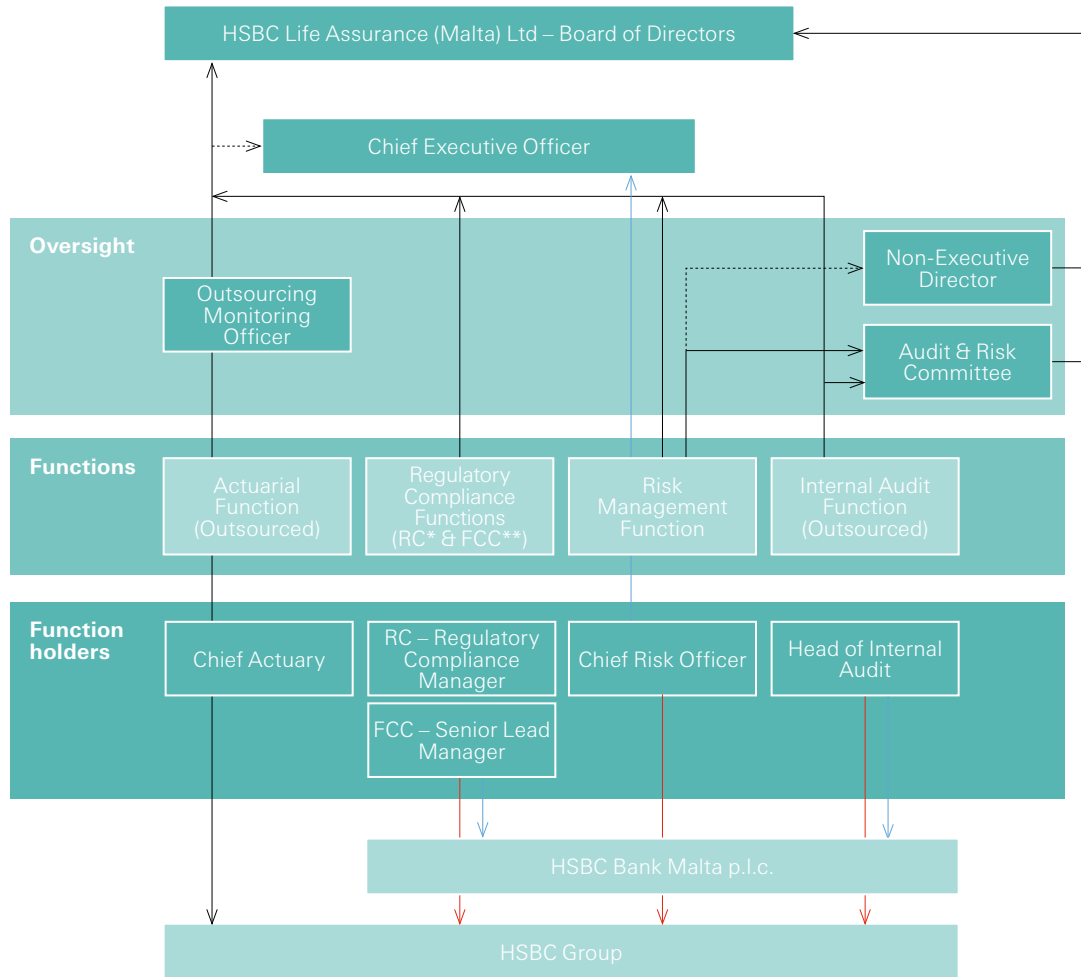 HSBC Life Assurance (Malta) Ltd – Board of Directors
Chief Executive Officer
Oversight
Non-Executive
Director
Outsourcing
Monitoring
Officer
Audit & Risk
Committee
Functions
Actuarial
Function
(Outsourced)
Regulatory
Compliance
Functions
(RC* & FCC**)
Risk
Management
Function
Internal Audit
Function
(Outsourced)
Function
holders
Chief Actuary
RC – Regulatory
Compliance
Manager
Chief Risk Officer
Head of Internal
Audit
FCC – Senior Lead
Manager
HSBC Bank Malta p.l.c.
HSBC Group